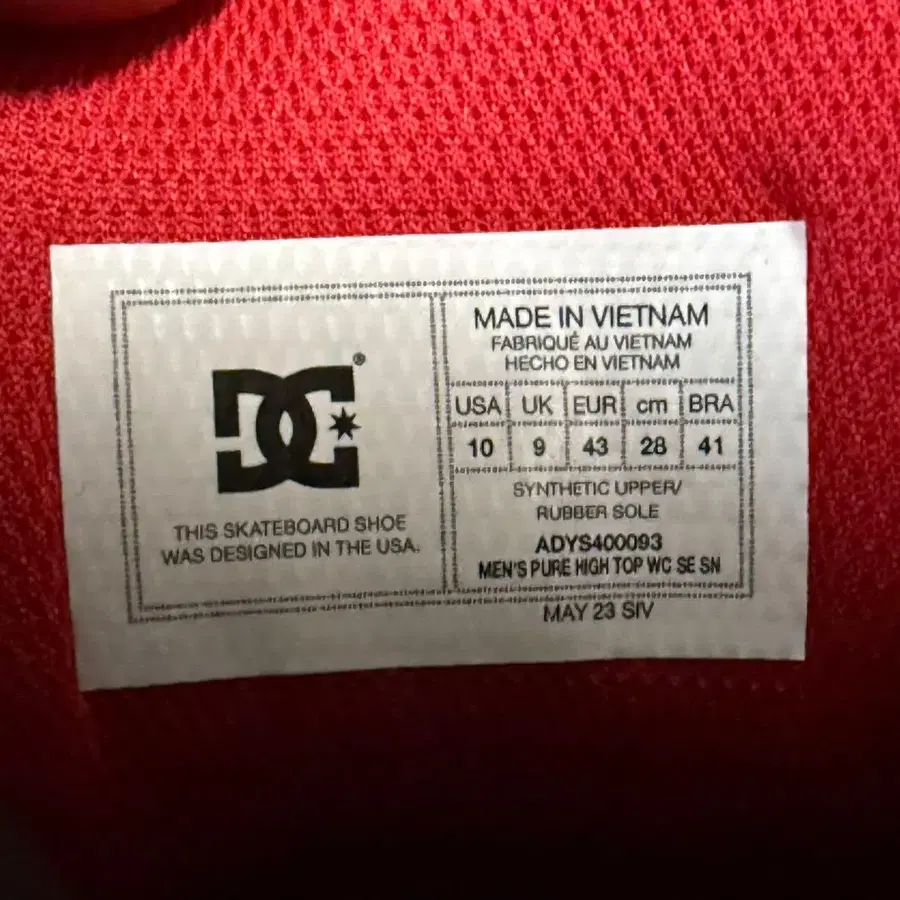 DC®
THIS SKATEBOARD SHOE
WAS DESIGNED IN THE USA.
MADE IN VIETNAM
FABRIQUÉ AU VIETNAM
HECHO EN VIETNAM
USA UK EUR cm BRA
10 9 43 28 41
SYNTHETIC UPPER/
RUBBER SOLE
ADYS400093
MEN'S PURE HIGH TOP WC SE SN
MAY 23 SIV